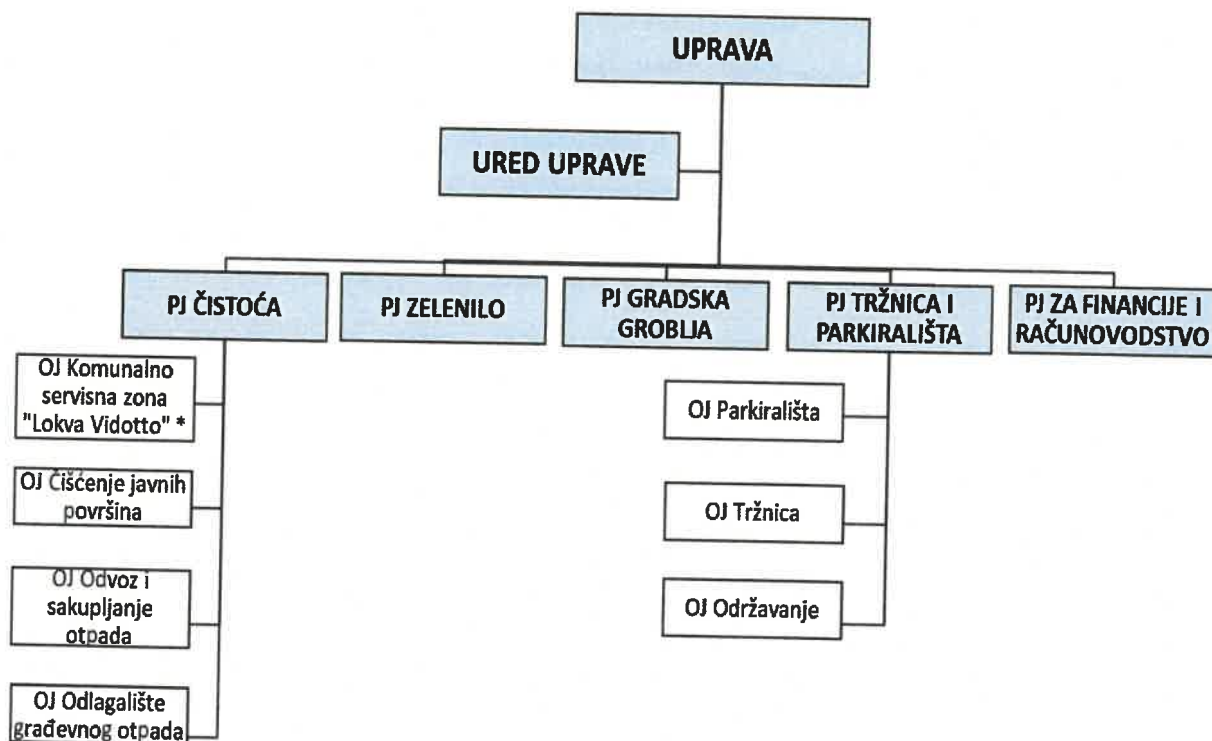 UPRAVA
URED UPRAVE
PJ ČISTOĆA
PJ ZELENILO
PJ GRADSKA
GROBLJA
PJ TRŽNICA I
PARKIRALIŠTA
PJ ZA FINANCIJE I
RAČUNOVODSTVO
OJ Komunalno
servisna zona
"Lokva Vidotto" *
OJ Čišćenje javnih
površina
OJ Odvoz i
sakupljanje
otpada
OJ Odlagalište
građevnog otpada
OJ Parkirališta
OJ Tržnica
OJ Održavanje